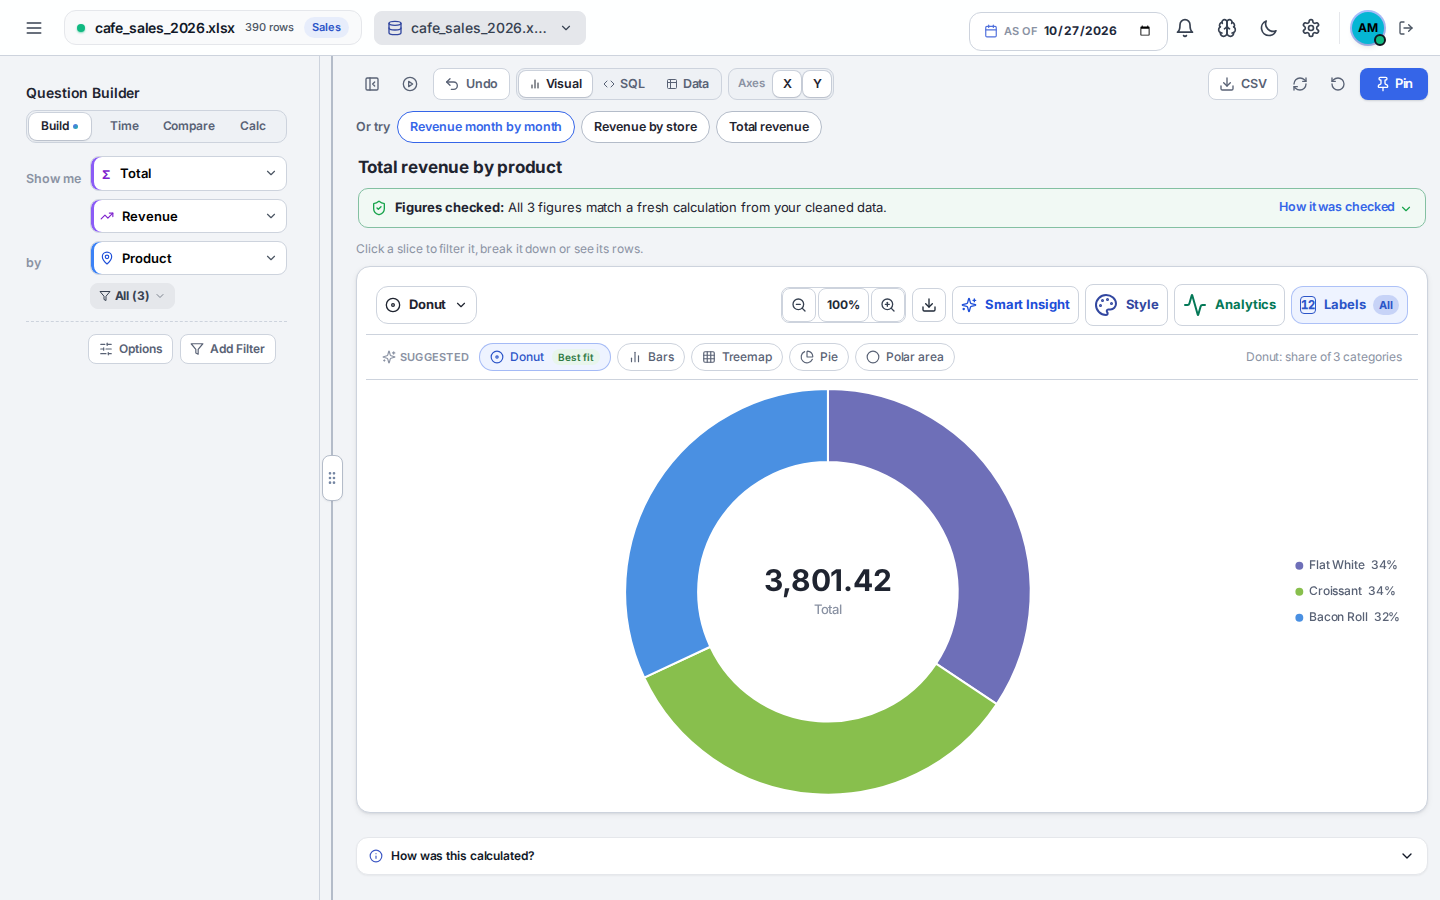 cafe_sales_2026.xlsx 390 rows Sales
cafe_sales_2026.x...
AS OF 10/27/2026
AM
Question Builder
Build Time Compare Calc
Show me Σ Total
Revenue
by Product
All (3)
Options Add Filter
Undo Visual SQL Data Axes X Y CSV Pin
Or try Revenue month by month Revenue by store Total revenue
Total revenue by product
Figures checked: All 3 figures match a fresh calculation from your cleaned data. How it was checked
Click a slice to filter it, break it down or see its rows.
Donut 100% Smart Insight Style Analytics 12 Labels All
SUGGESTED Donut Best fit Bars Treemap Pie Polar area Donut: share of 3 categories
3,801.42
Total
Flat White 34%
Croissant 34%
Bacon Roll 32%
How was this calculated?